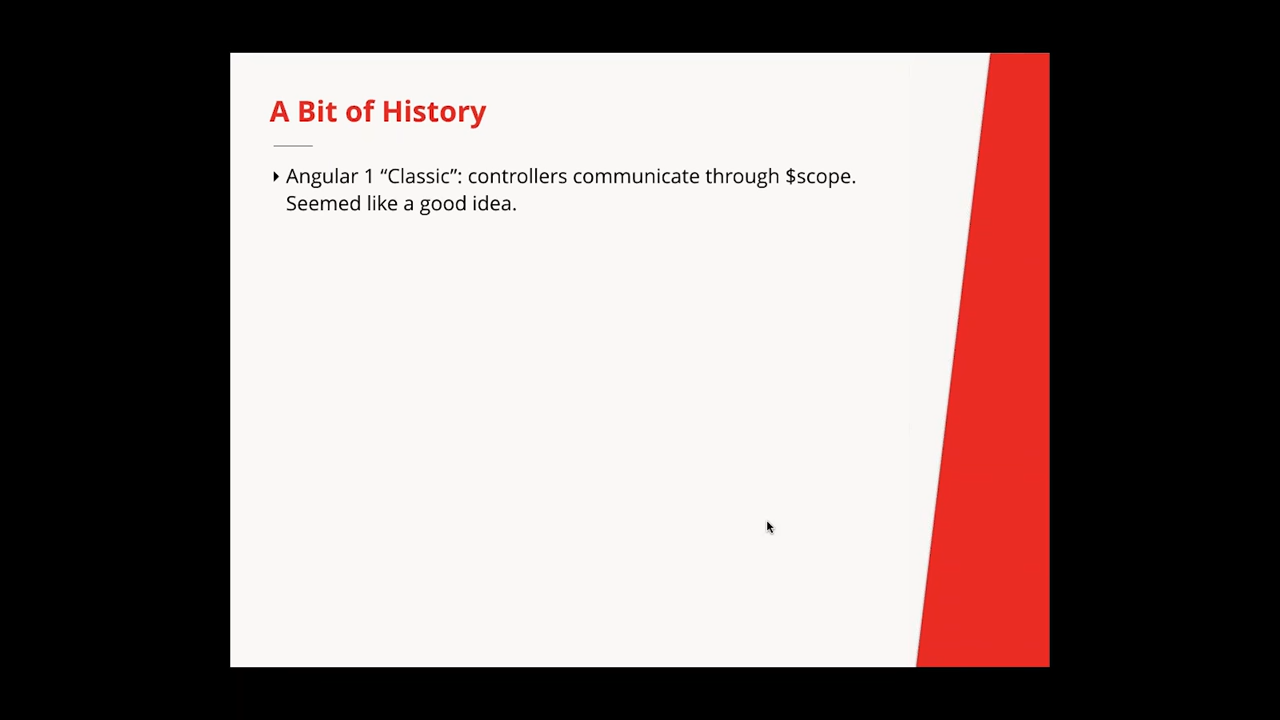 A Bit of History
‣ Angular 1 “Classic”: controllers communicate through $scope.
Seemed like a good idea.